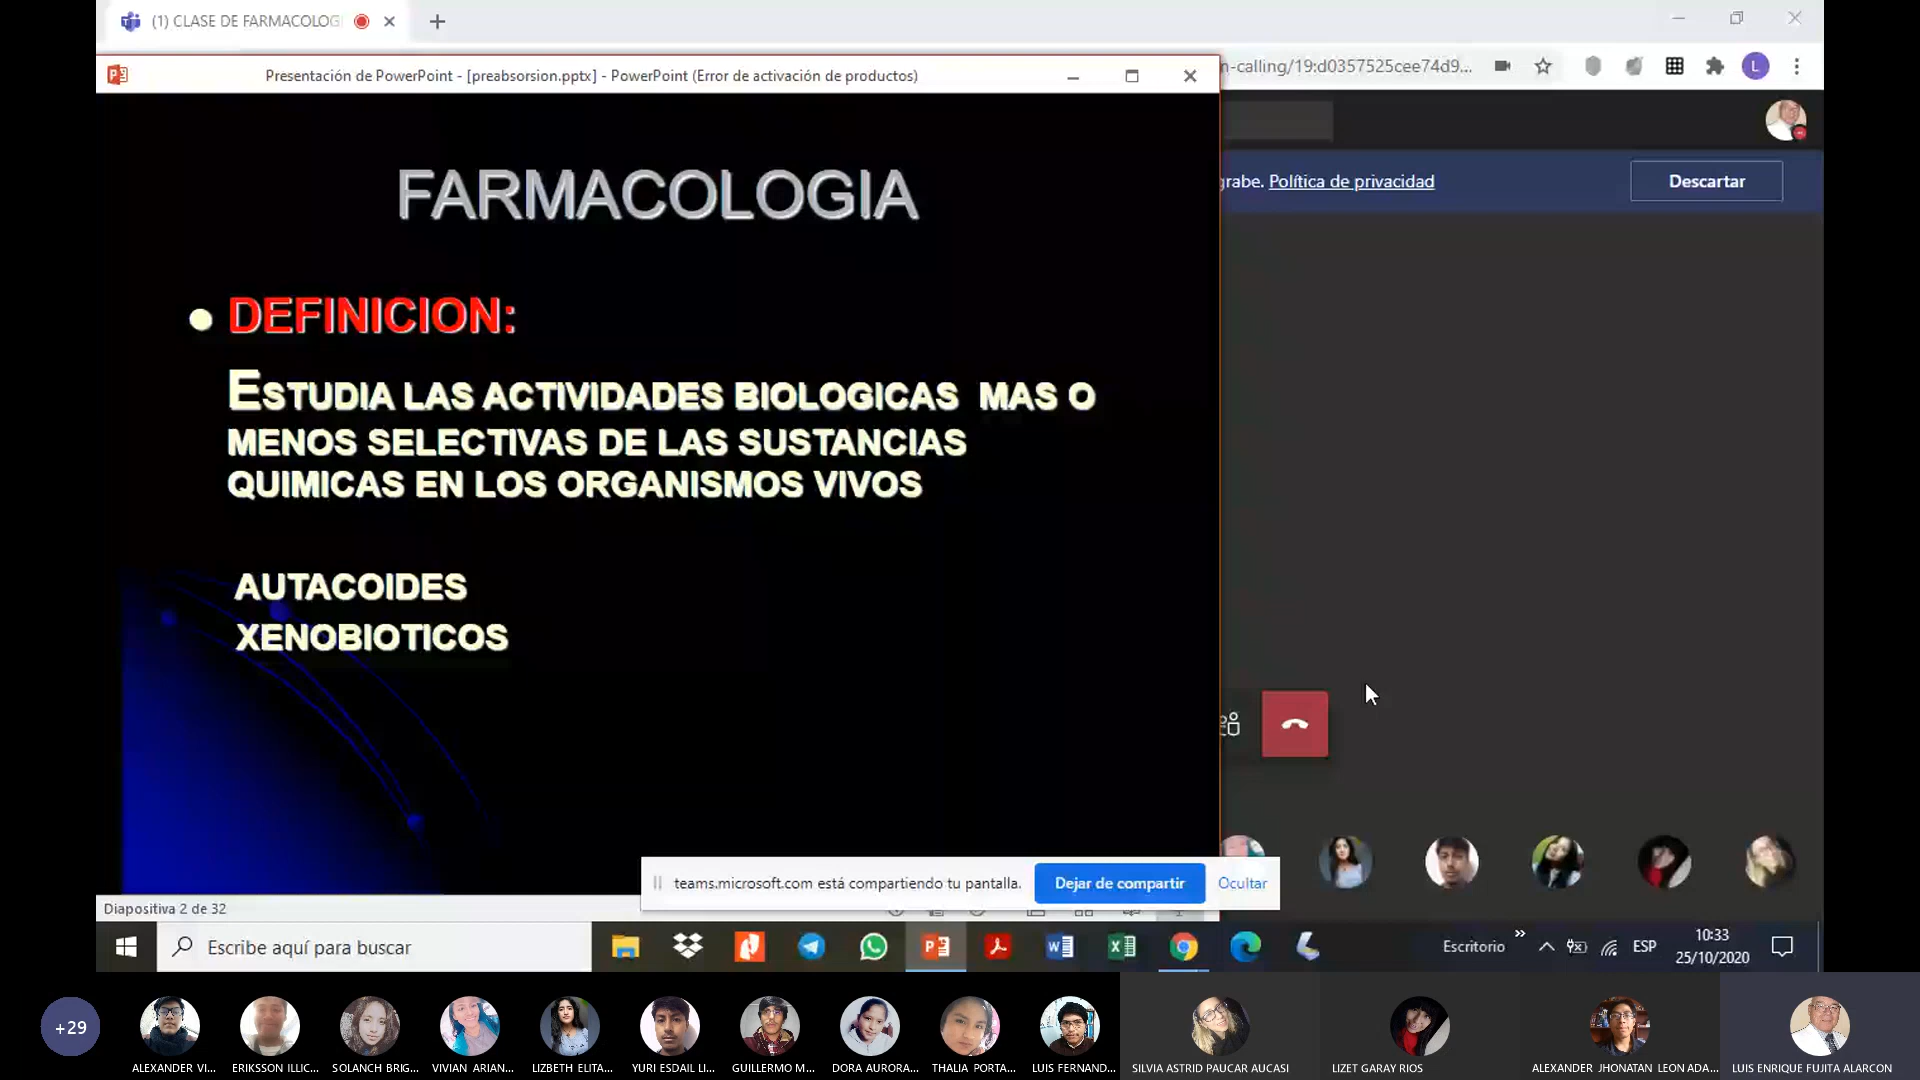 (1) CLASE DE FARMACOLOG
Presentación de PowerPoint - [preabsorsion.pptx] - PowerPoint (Error de activación de productos)
n-calling/19:d0357525cee74d9...
L
grabe. Política de privacidad
Descartar
FARMACOLOGIA
DEFINICION:
ESTUDIA LAS ACTIVIDADES BIOLOGICAS MAS O
MENOS SELECTIVAS DE LAS SUSTANCIAS
QUIMICAS EN LOS ORGANISMOS VIVOS
AUTACOIDES
XENOBIOTICOS
teams.microsoft.com está compartiendo tu pantalla.
Dejar de compartir
Ocultar
Diapositiva 2 de 32
Escribe aquí para buscar
Escritorio
ESP
10:33
25/10/2020
+29
ALEXANDER VI...
ERIKSSON ILLIC...
SOLANCH BRIG...
VIVIAN ARIAN...
LIZBETH ELITA...
YURI ESDAIL LI...
GUILLERMO M...
DORA AURORA...
THALIA PORTA...
LUIS FERNAND...
SILVIA ASTRID PAUCAR AUCASI
LIZET GARAY RIOS
ALEXANDER JHONATAN LEON ADA...
LUIS ENRIQUE FUJITA ALARCON